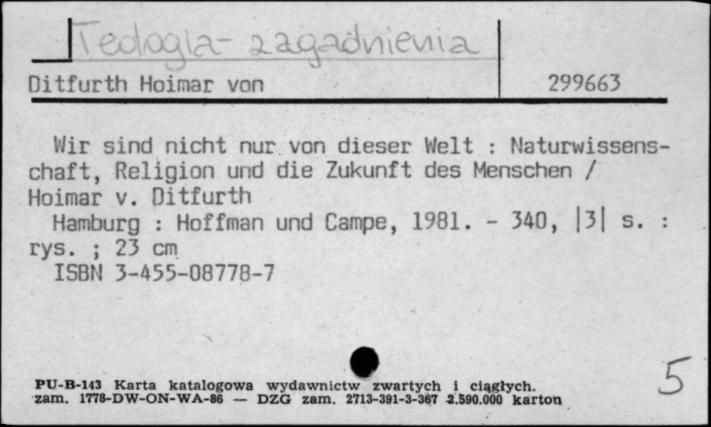 Teologia - zagadnienia
Ditfurth Hoimar von 299663
Wir sind nicht nur von dieser Welt : Naturwissens-
chaft, Religion und die Zukunft des Menschen /
Hoimar v. Ditfurth
Hamburg : Hoffman und Campe, 1981. - 340, |3| s. :
rys. ; 23 cm
ISBN 3-455-08778-7
5
PU-B-143 Karta katalogowa wydawnictw zwartych i ciągłych.
zam. 1778-DW-ON-WA-86 — DZG zam. 2713-391-3-367 2.590.000 karton